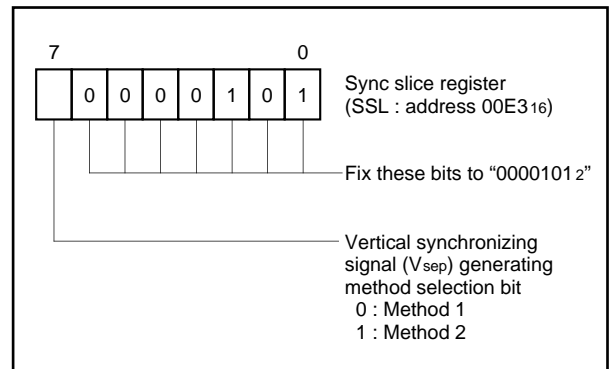 7 0
0 0 0 0 1 0 1
Sync slice register
(SSL : address 00E316)
Fix these bits to “00001012”
Vertical synchronizing
signal (Vsep) generating
method selection bit
0 : Method 1
1 : Method 2